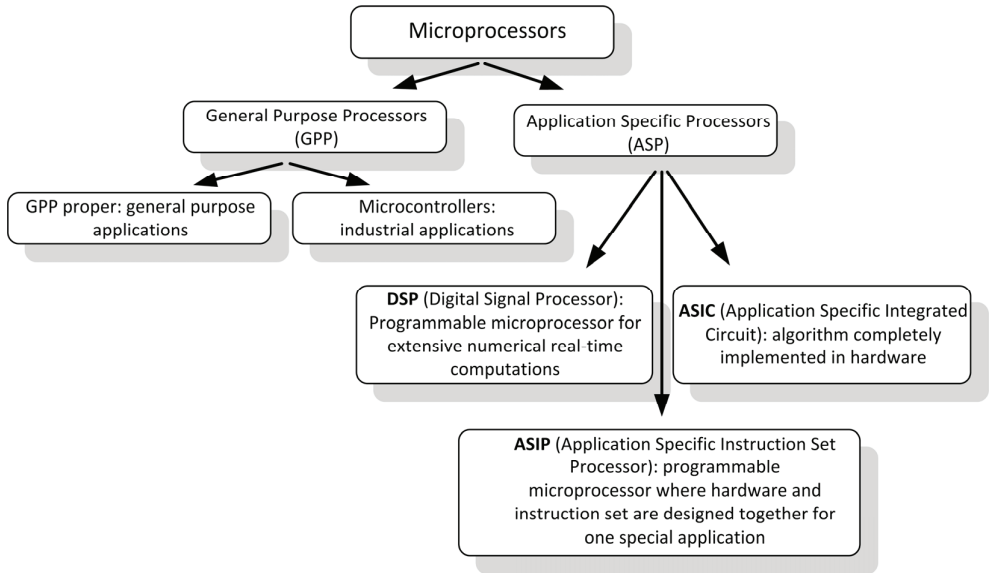 Microprocessors
General Purpose Processors
(GPP)
Application Specific Processors
(ASP)
GPP proper: general purpose
applications
Microcontrollers:
industrial applications
DSP (Digital Signal Processor):
Programmable microprocessor for
extensive numerical real-time
computations
ASIC (Application Specific Integrated
Circuit): algorithm completely
implemented in hardware
ASIP (Application Specific Instruction Set
Processor): programmable
microprocessor where hardware and
instruction set are designed together for
one special application